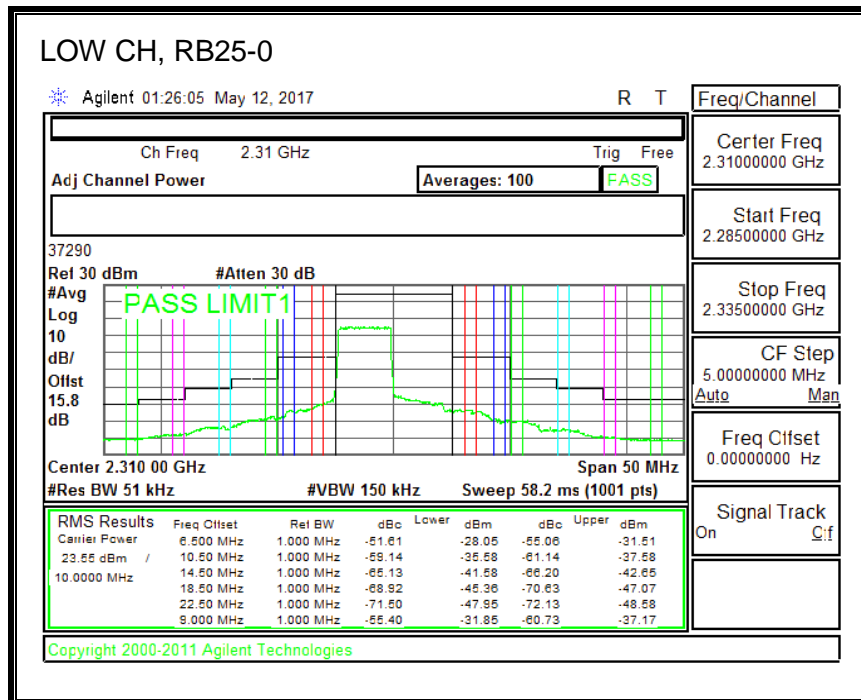 LOW CH, RB25-0
Agilent 01:26:05 May 12, 2017 R T
Freq/Channel
Ch Freq 2.31 GHz Trig Free
Adj Channel Power Averages: 100 PASS
37290
Ref 30 dBm #Atten 30 dB
#Avg
Log
10
dB/
Offst
15.8
dB
PASS LIMIT1
Center 2.310 00 GHz Span 50 MHz
#Res BW 51 kHz #VBW 150 kHz Sweep 58.2 ms (1001 pts)
RMS Results Freq Offset Ref BW dBc Lower dBm dBc Upper dBm
Carrier Power 6.500 MHz 1.000 MHz -51.61 -28.05 -55.06 -31.51
23.55 dBm / 10.50 MHz 1.000 MHz -59.14 -35.58 -61.14 -37.58
10.0000 MHz 14.50 MHz 1.000 MHz -65.13 -41.58 -66.20 -42.65
18.50 MHz 1.000 MHz -68.92 -45.36 -70.63 -47.07
22.50 MHz 1.000 MHz -71.50 -47.95 -72.13 -48.58
9.000 MHz 1.000 MHz -55.40 -31.85 -60.73 -37.17
Center Freq
2.31000000 GHz
Start Freq
2.28500000 GHz
Stop Freq
2.33500000 GHz
CF Step
5.00000000 MHz
Auto Man
Freq Offset
0.00000000 Hz
Signal Track
On Off
Copyright 2000-2011 Agilent Technologies